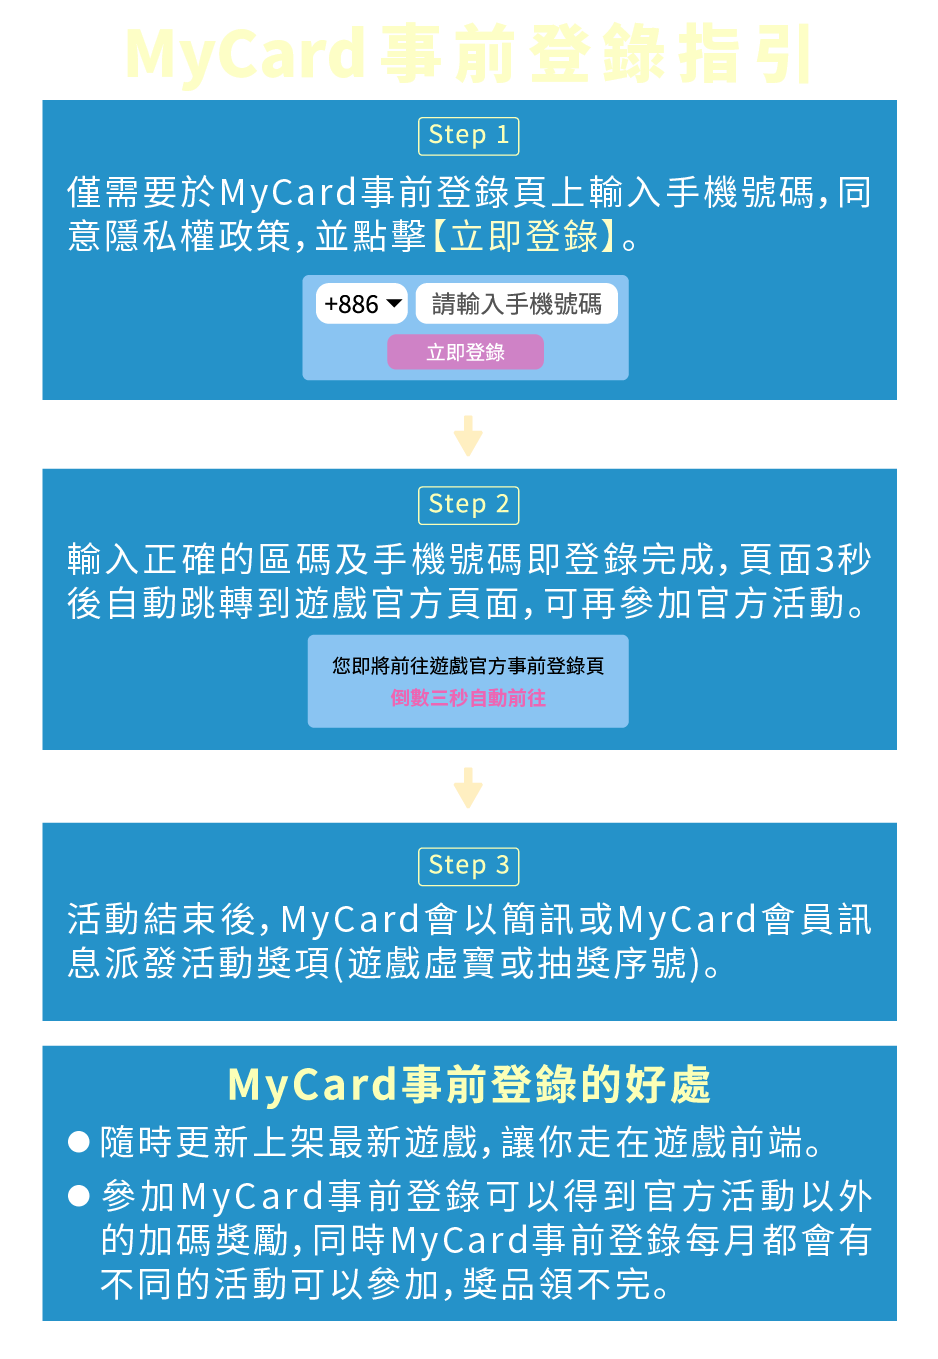 MyCard事前登錄指引
Step 1
僅需要於MyCard事前登錄頁上輸入手機號碼,同
意隱私權政策,並點擊【立即登錄】。
+886 請輸入手機號碼
立即登錄
Step 2
輸入正確的區碼及手機號碼即登錄完成,頁面3秒
後自動跳轉到遊戲官方頁面,可再參加官方活動。
您即將前往遊戲官方事前登錄頁
倒數三秒自動前往
Step 3
活動結束後,MyCard會以簡訊或MyCard會員訊
息派發活動獎項(遊戲虛寶或抽獎序號)。
MyCard事前登錄的好處
●隨時更新上架最新遊戲,讓你走在遊戲前端。
●參加MyCard事前登錄可以得到官方活動以外
的加碼獎勵,同時MyCard事前登錄每月都會有
不同的活動可以參加,獎品領不完。